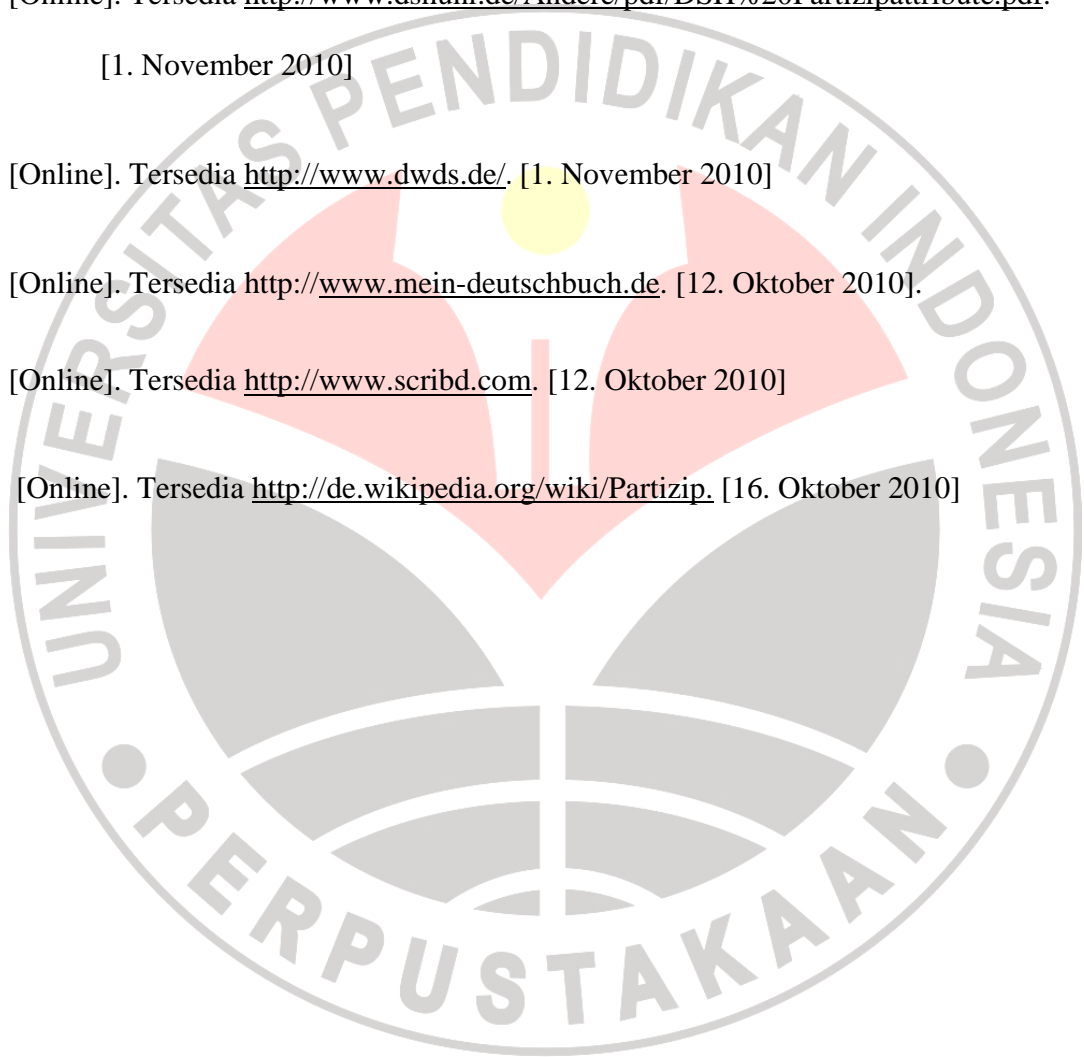 [Online]. Tersedia
[1. November 2010]
[Online]. Tersedia http://www.dwds.de/. [1. November 2010]
[Online]. Tersedia http://www.mein-deutschbuch.de. [12. Oktober 2010].
[Online]. Tersedia http://www.scribd.com. [12. Oktober 2010]
[Online]. Tersedia http://de.wikipedia.org/wiki/Partizip. [16. Oktober 2010]
UNIVERSITAS PENDIDIKAN INDONESIA
PERPUSTAKAAN